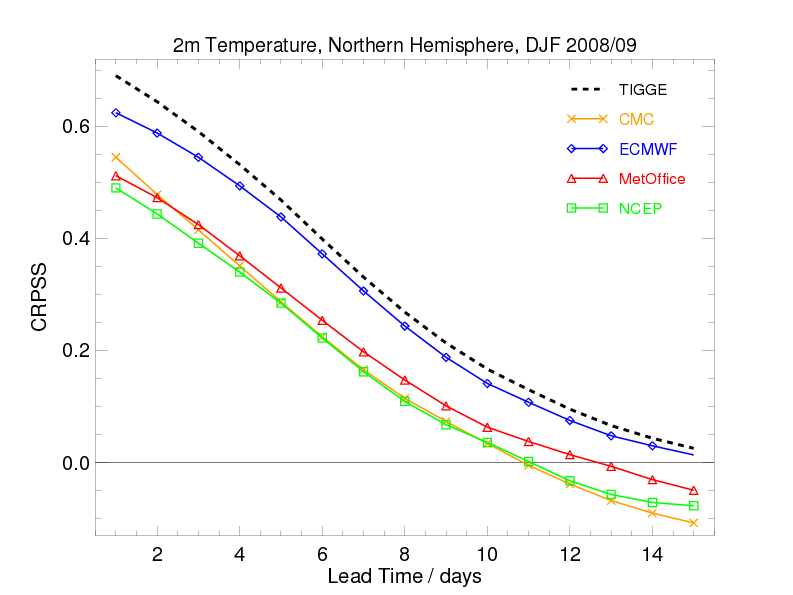 2m Temperature, Northern Hemisphere, DJF 2008/09
TIGGE
CMC
ECMWF
MetOffice
NCEP
CRPSS
0.6
0.4
0.2
0.0
2 4 6 8 10 12 14
Lead Time / days